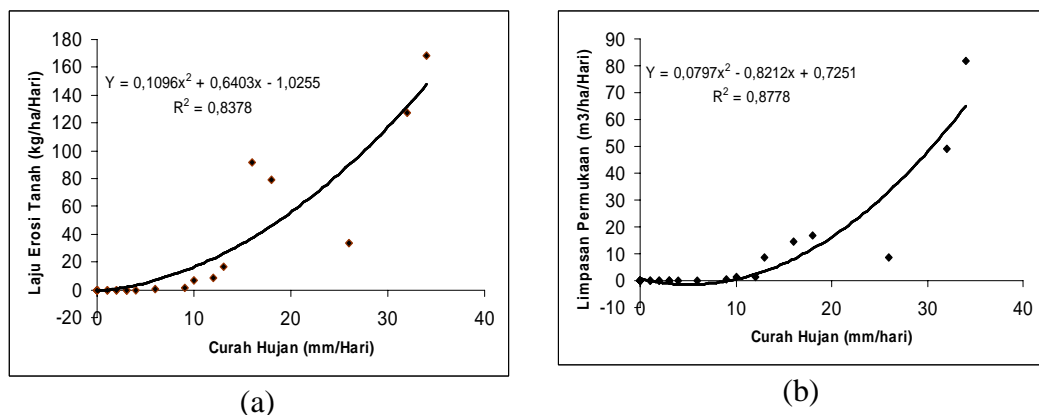 180
160
140
120
100
80
60
40
20
0
-20
Laju Erosi Tanah (kg/ha/Hari)
Y = 0,1096x² + 0,6403x - 1,0255
R² = 0,8378
0 10 20 30 40
Curah Hujan (mm/Hari)
(a)
90
80
70
60
50
40
30
20
10
0
-10
Limpasan Permukaan (m3/ha/Hari)
Y = 0,0797x² - 0,8212x + 0,7251
R² = 0,8778
0 10 20 30 40
Curah Hujan (mm/Hari)
(b)